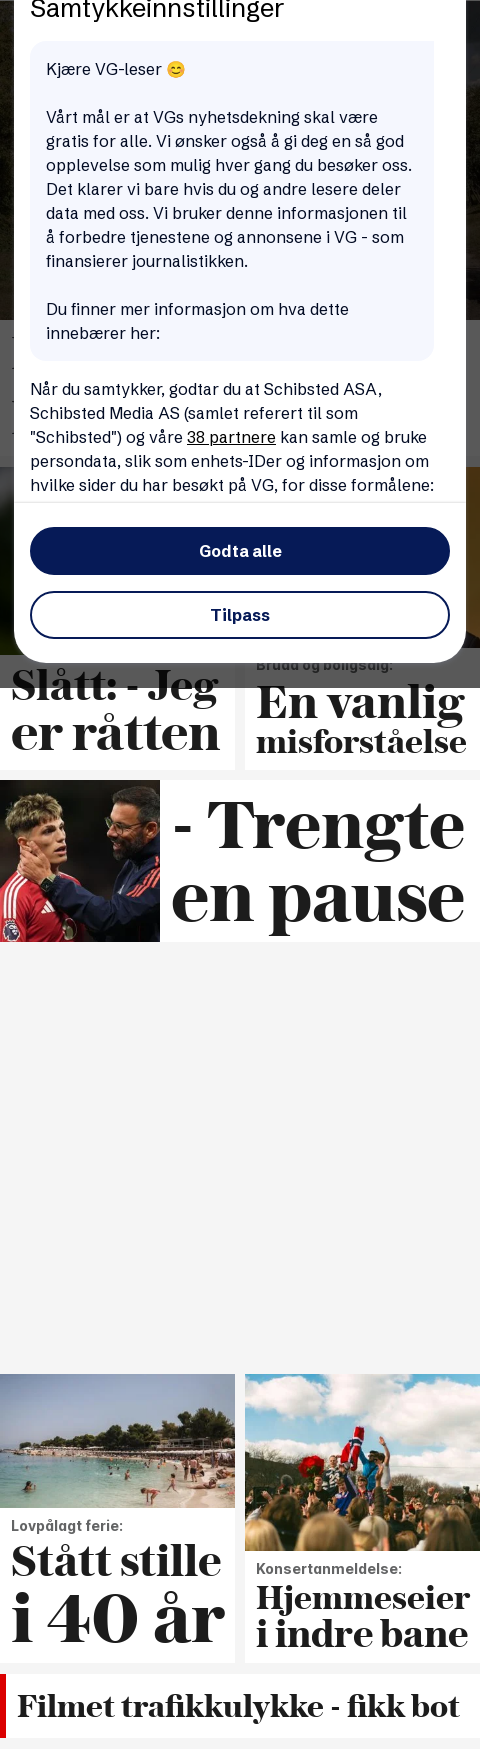 Samtykkeinnstillinger
Kjære VG-leser 😊
Vårt mål er at VGs nyhetsdekning skal være
gratis for alle. Vi ønsker også å gi deg en så god
opplevelse som mulig hver gang du besøker oss.
Det klarer vi bare hvis du og andre lesere deler
data med oss. Vi bruker denne informasjonen til
å forbedre tjenestene og annonsene i VG - som
finansierer journalistikken.
Du finner mer informasjon om hva dette
innebærer her:
Når du samtykker, godtar du at Schibsted ASA,
Schibsted Media AS (samlet referert til som
"Schibsted") og våre 38 partnere kan samle og bruke
persondata, slik som enhets-IDer og informasjon om
hvilke sider du har besøkt på VG, for disse formålene:
Godta alle
Tilpass
Slått: - Jeg
er råtten
Brudd og boligsalg:
En vanlig
misforståelse
- Trengte
en pause
Lovpålagt ferie:
Stått stille
i 40 år
Konsertanmeldelse:
Hjemmeseier
i indre bane
Filmet trafikkulykke - fikk bot